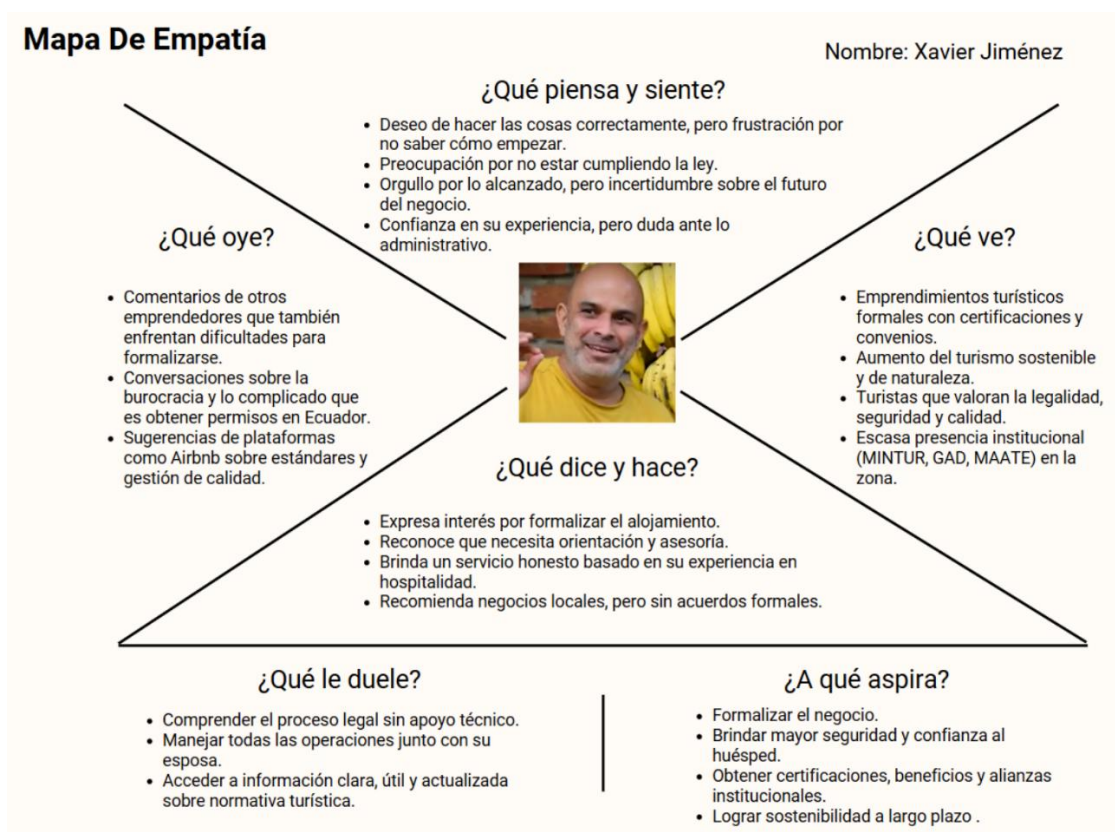 Mapa De Empatía
Nombre: Xavier Jiménez
¿Qué piensa y siente?
• Deseo de hacer las cosas correctamente, pero frustración por
no saber cómo empezar.
• Preocupación por no estar cumpliendo la ley.
• Orgullo por lo alcanzado, pero incertidumbre sobre el futuro
del negocio.
• Confianza en su experiencia, pero duda ante lo
administrativo.
¿Qué oye?
• Comentarios de otros
emprendedores que también
enfrentan dificultades para
formalizarse.
• Conversaciones sobre la
burocracia y lo complicado que
es obtener permisos en Ecuador.
• Sugerencias de plataformas
como Airbnb sobre estándares y
gestión de calidad.
¿Qué ve?
• Emprendimientos turísticos
formales con certificaciones y
convenios.
• Aumento del turismo sostenible
y de naturaleza.
• Turistas que valoran la legalidad,
seguridad y calidad.
• Escasa presencia institucional
(MINTUR, GAD, MAATE) en la
zona.
¿Qué dice y hace?
• Expresa interés por formalizar el alojamiento.
• Reconoce que necesita orientación y asesoría.
• Brinda un servicio honesto basado en su experiencia en
hospitalidad.
• Recomienda negocios locales, pero sin acuerdos formales.
¿Qué le duele?
• Comprender el proceso legal sin apoyo técnico.
• Manejar todas las operaciones junto con su
esposa.
• Acceder a información clara, útil y actualizada
sobre normativa turística.
¿A qué aspira?
• Formalizar el negocio.
• Brindar mayor seguridad y confianza al
huésped.
• Obtener certificaciones, beneficios y alianzas
institucionales.
• Lograr sostenibilidad a largo plazo .